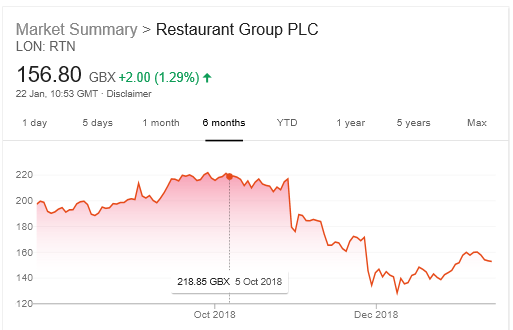 Market Summary > Restaurant Group PLC
LON: RTN
156.80 GBX +2.00 (1.29%) ↑
22 Jan, 10:53 GMT · Disclaimer
1 day 5 days 1 month 6 months YTD 1 year 5 years Max
220
200
180
160
140
120
218.85 GBX 5 Oct 2018
Oct 2018 Dec 2018